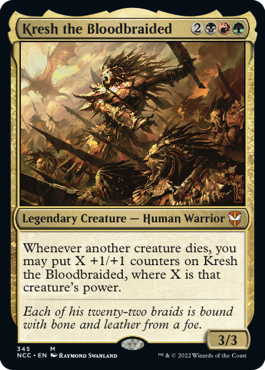 Kresh the Bloodbraided 2
Legendary Creature — Human Warrior
Whenever another creature dies, you
may put X +1/+1 counters on Kresh
the Bloodbraided, where X is that
creature's power.
Each of his twenty-two braids is bound
with bone and leather from a foe.
3/3
345 M
NCC • EN RAYMOND SWANLAND
™ & © 2022 Wizards of the Coast